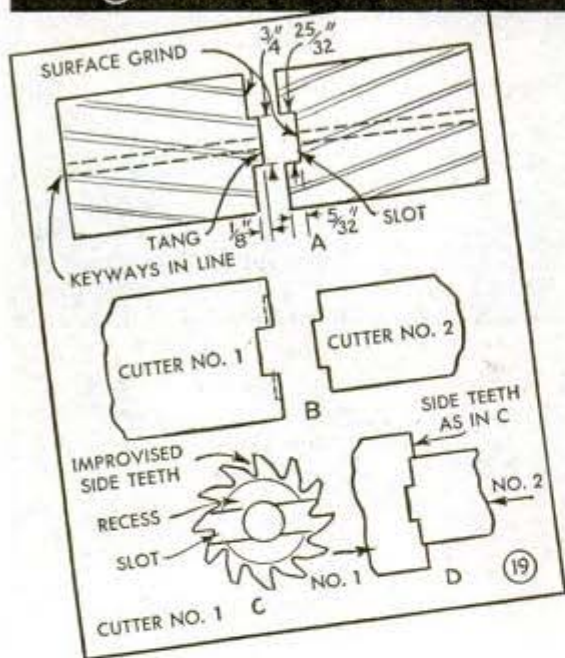 3/4"
25/32"
SURFACE GRIND
TANG
1/8"
5/32"
A
SLOT
KEYWAYS IN LINE
CUTTER NO. 1
CUTTER NO. 2
B
IMPROVISED
SIDE TEETH
SIDE TEETH
AS IN C
RECESS
NO. 2
SLOT
NO. 1
D
19
CUTTER NO. 1
C